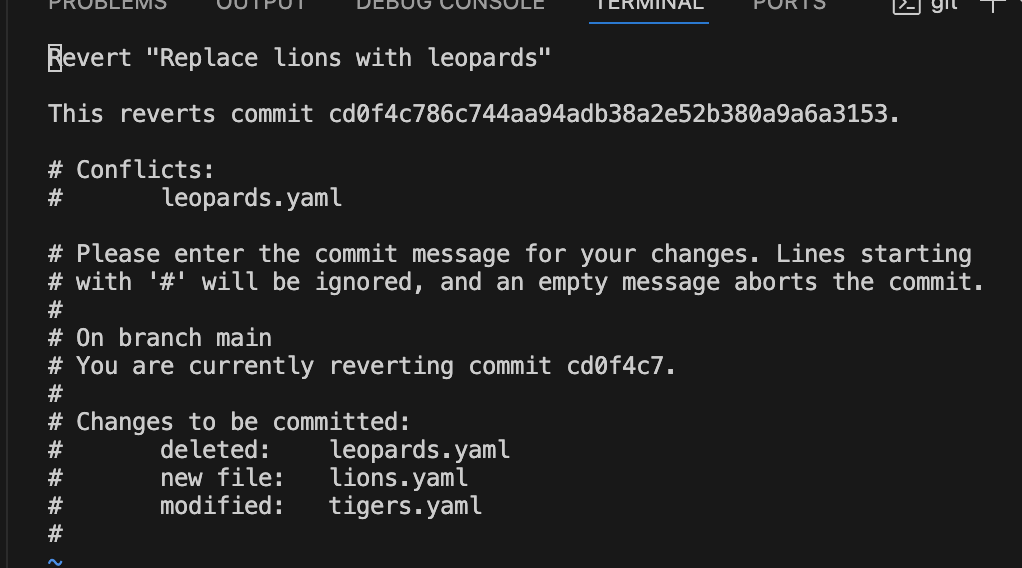 PROBLEMS OUTPUT DEBUG CONSOLE TERMINAL PORTS git
Revert "Replace lions with leopards"
This reverts commit cd0f4c786c744aa94adb38a2e52b380a9a6a3153.
# Conflicts:
#       leopards.yaml
# Please enter the commit message for your changes. Lines starting
# with '#' will be ignored, and an empty message aborts the commit.
#
# On branch main
# You are currently reverting commit cd0f4c7.
#
# Changes to be committed:
#       deleted:    leopards.yaml
#       new file:   lions.yaml
#       modified:   tigers.yaml
#
~